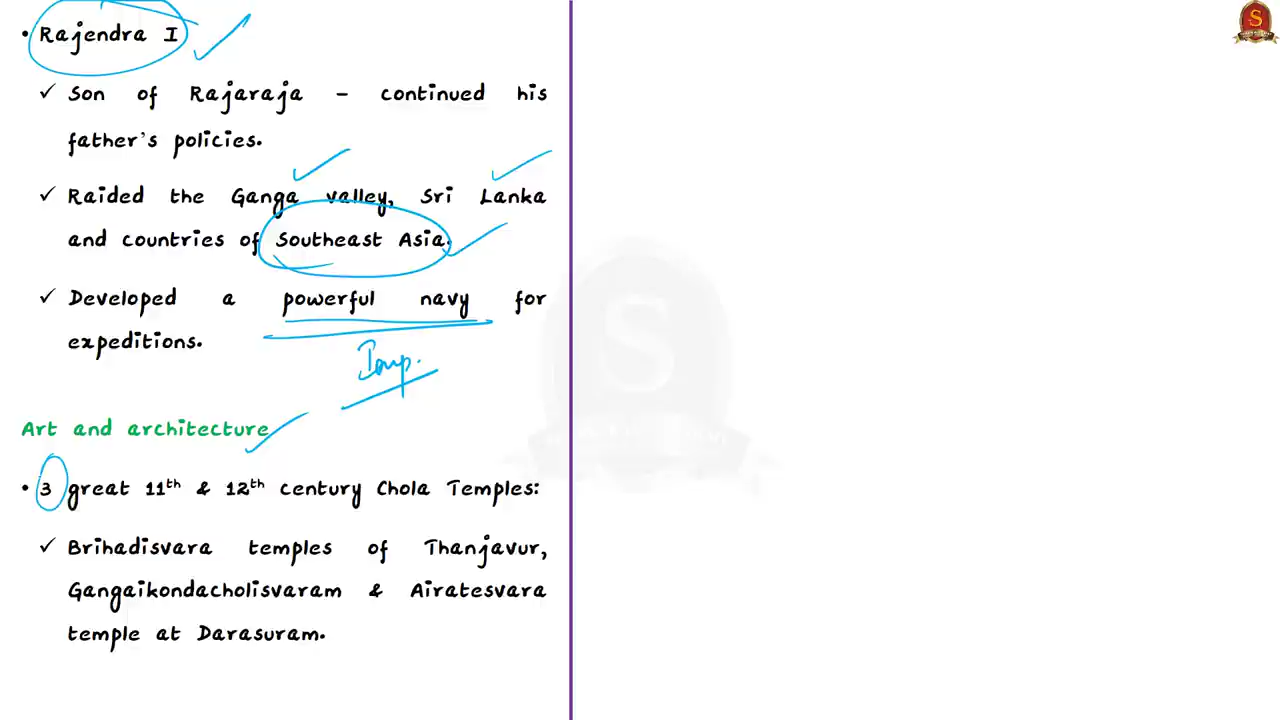 • Rajendra I
✓ Son of Rajaraja - continued his
father's policies.
✓ Raided the Ganga valley, Sri Lanka
and countries of Southeast Asia.
✓ Developed a powerful navy for
expeditions.
Imp.
Art and architecture
• 3 great 11th & 12th century Chola Temples:
✓ Brihadisvara temples of Thanjavur,
Gangaikondacholisvaram & Airatesvara
temple at Darasuram.
S
S